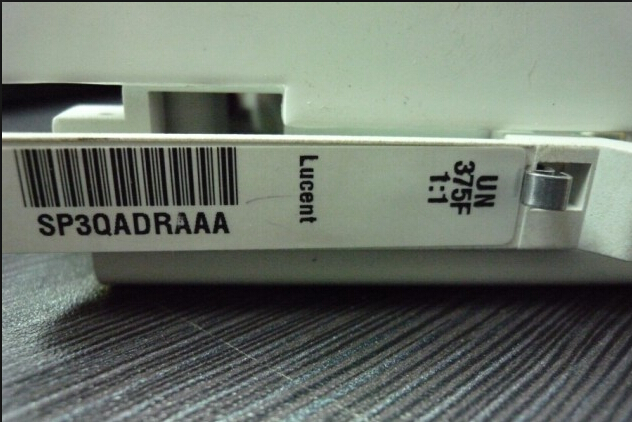 SP3QADRAAA
Lucent
UN
375F
1:1